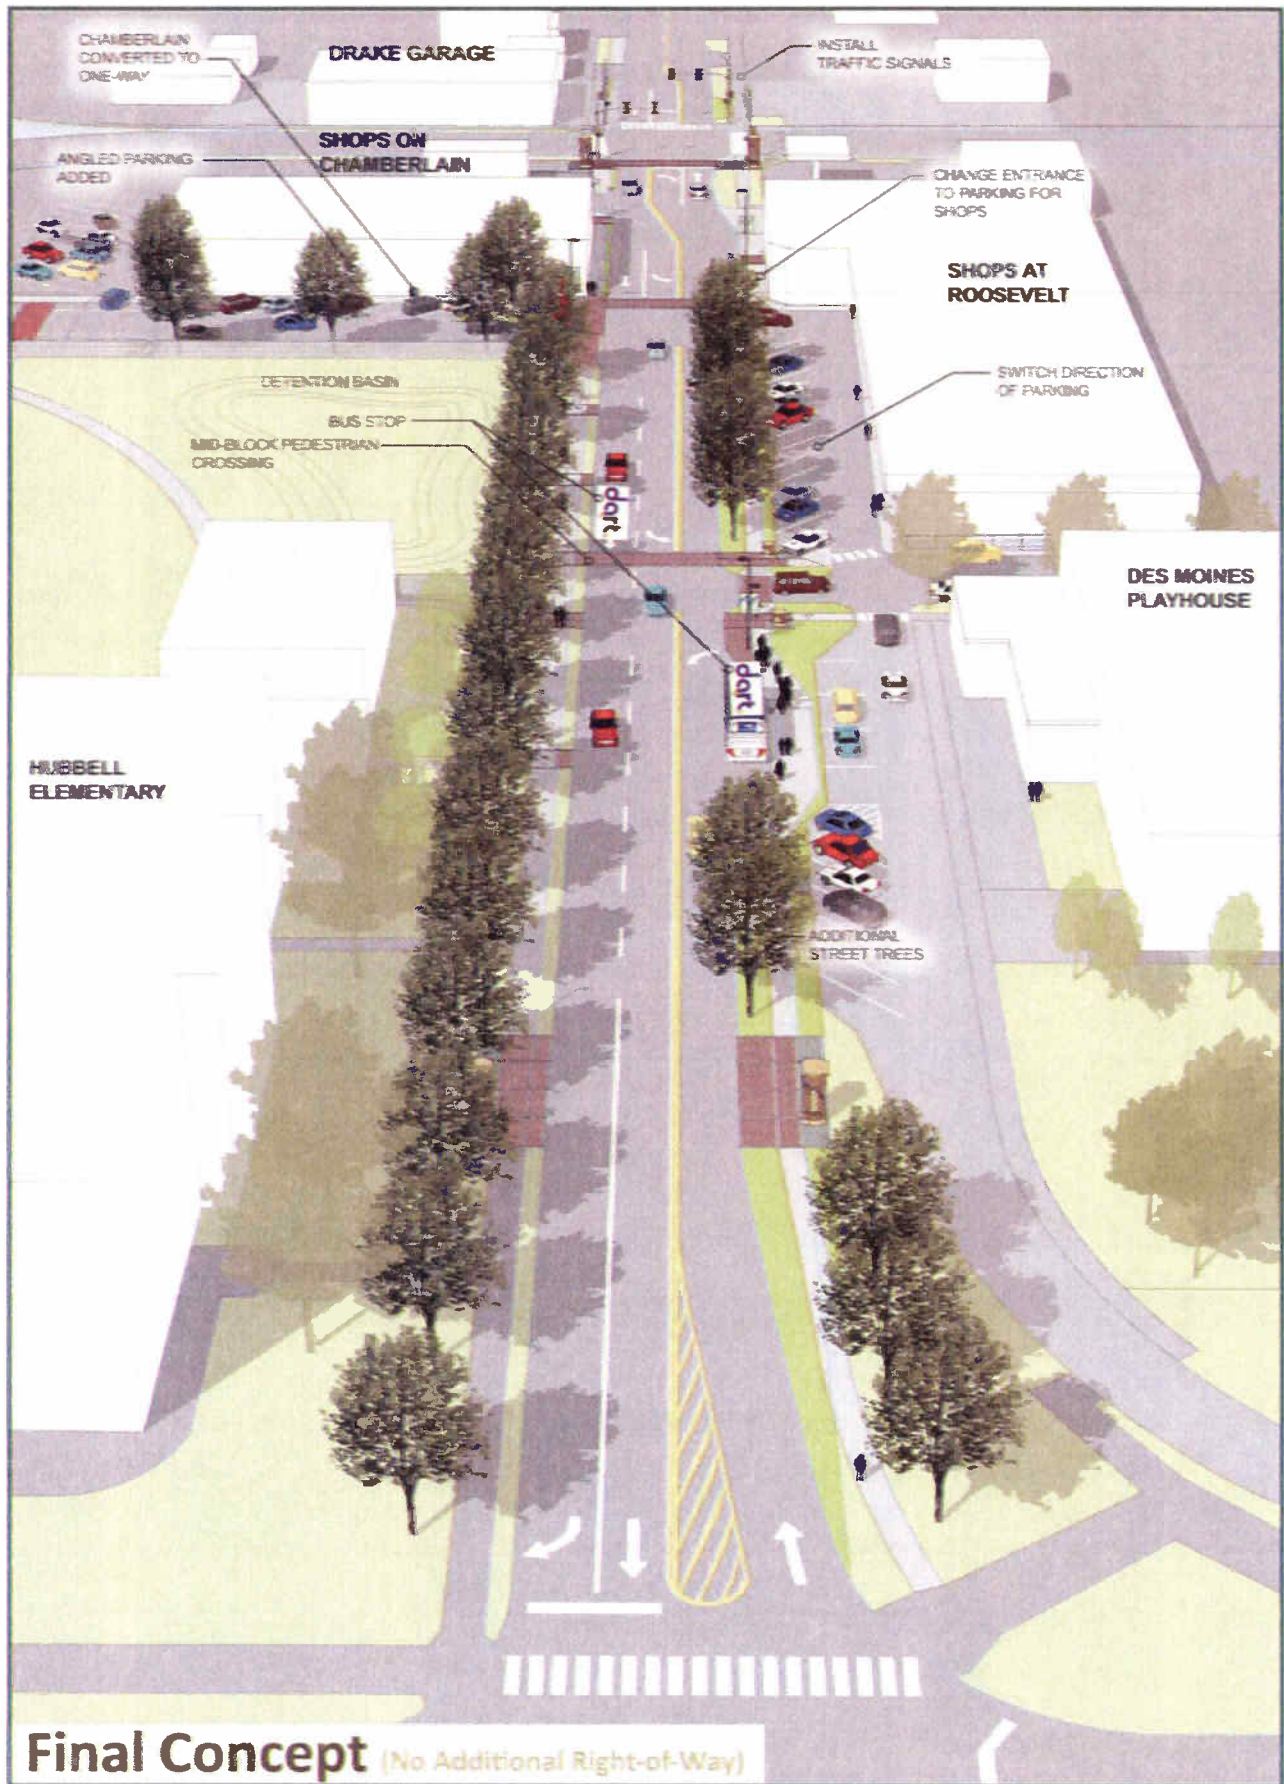 CHAMBERLAIN
CONVERTED TO
ONE-WAY
DRAKE GARAGE
INSTALL
TRAFFIC SIGNALS
SHOPS ON
CHAMBERLAIN
ANGLED PARKING
ADDED
CHANGE ENTRANCE
TO PARKING FOR
SHOPS
SHOPS AT
ROOSEVELT
SWITCH DIRECTION
OF PARKING
DETENTION BASIN
BUS STOP
MID-BLOCK PEDESTRIAN
CROSSING
dart
DES MOINES
PLAYHOUSE
dart
HUBBELL
ELEMENTARY
ADDITIONAL
STREET TREES
Final Concept (No Additional Right-of-Way)